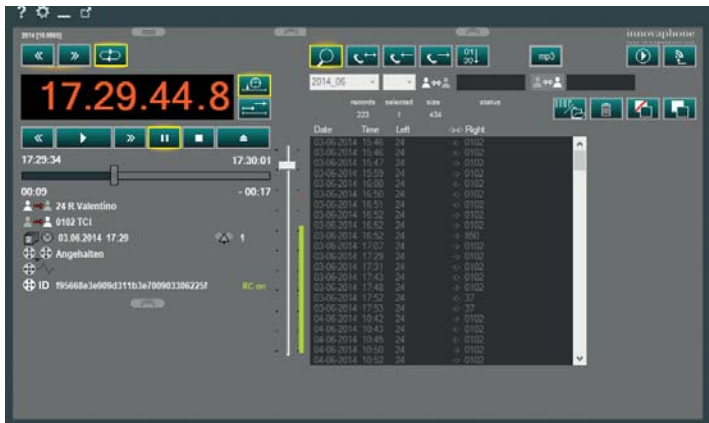 ?
2014 [10.0603]
innovaphone
mp3
17.29.44.8
2014_06
records selected size status
223 1 434
Date Time Left -><- Right
17:29:34 17:30:01
00:09 - 00:17
24 R Valentino
0102 TCI
03.06.2014 17:29 1
Angehalten
ID f95668e3e909d311b3e700903306225f RC on
03-06-2014 15:46 24 0102
03-06-2014 15:46 24 0102
03-06-2014 15:47 24 0102
03-06-2014 15:59 24 0102
03-06-2014 16:00 24 0102
03-06-2014 16:50 24 0102
03-06-2014 16:51 24 0102
03-06-2014 16:52 24 0102
03-06-2014 16:52 24 0102
03-06-2014 16:52 24 850
03-06-2014 17:07 24 0102
03-06-2014 17:29 24 0102
03-06-2014 17:31 24 0102
03-06-2014 17:43 24 0102
03-06-2014 17:48 24 0102
03-06-2014 17:52 24 37
03-06-2014 17:53 24 37
04-06-2014 10:42 24 0102
04-06-2014 10:43 24 0102
04-06-2014 10:45 24 0102
04-06-2014 10:50 24 0102
04-06-2014 10:52 24 0102